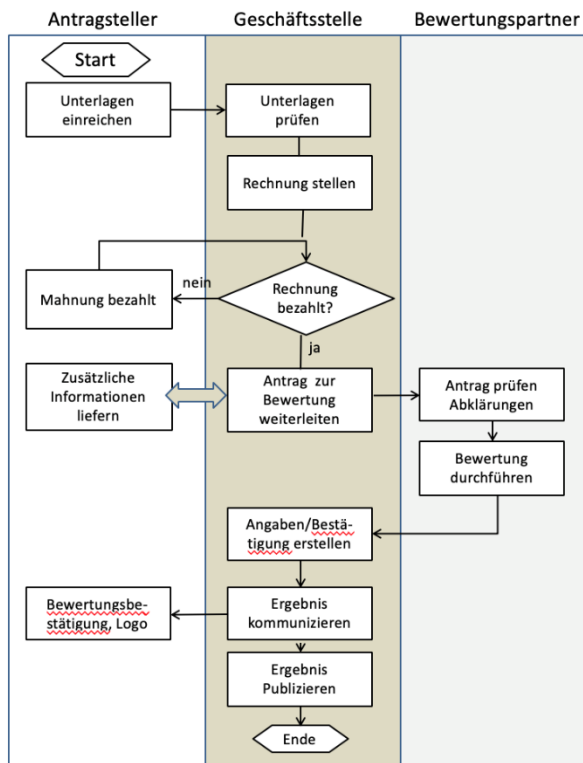 Antragsteller
Geschäftsstelle
Bewertungspartner
Start
Unterlagen
einreichen
Unterlagen
prüfen
Rechnung stellen
Rechnung
bezahlt?
nein
Mahnung bezahlt
ja
Zusätzliche
Informationen
liefern
Antrag zur
Bewertung
weiterleiten
Antrag prüfen
Abklärungen
Bewertung
durchführen
Angaben/Bestä-
tigung erstellen
Ergebnis
kommunizieren
Bewertungsbe-
stätigung, Logo
Ergebnis
Publizieren
Ende